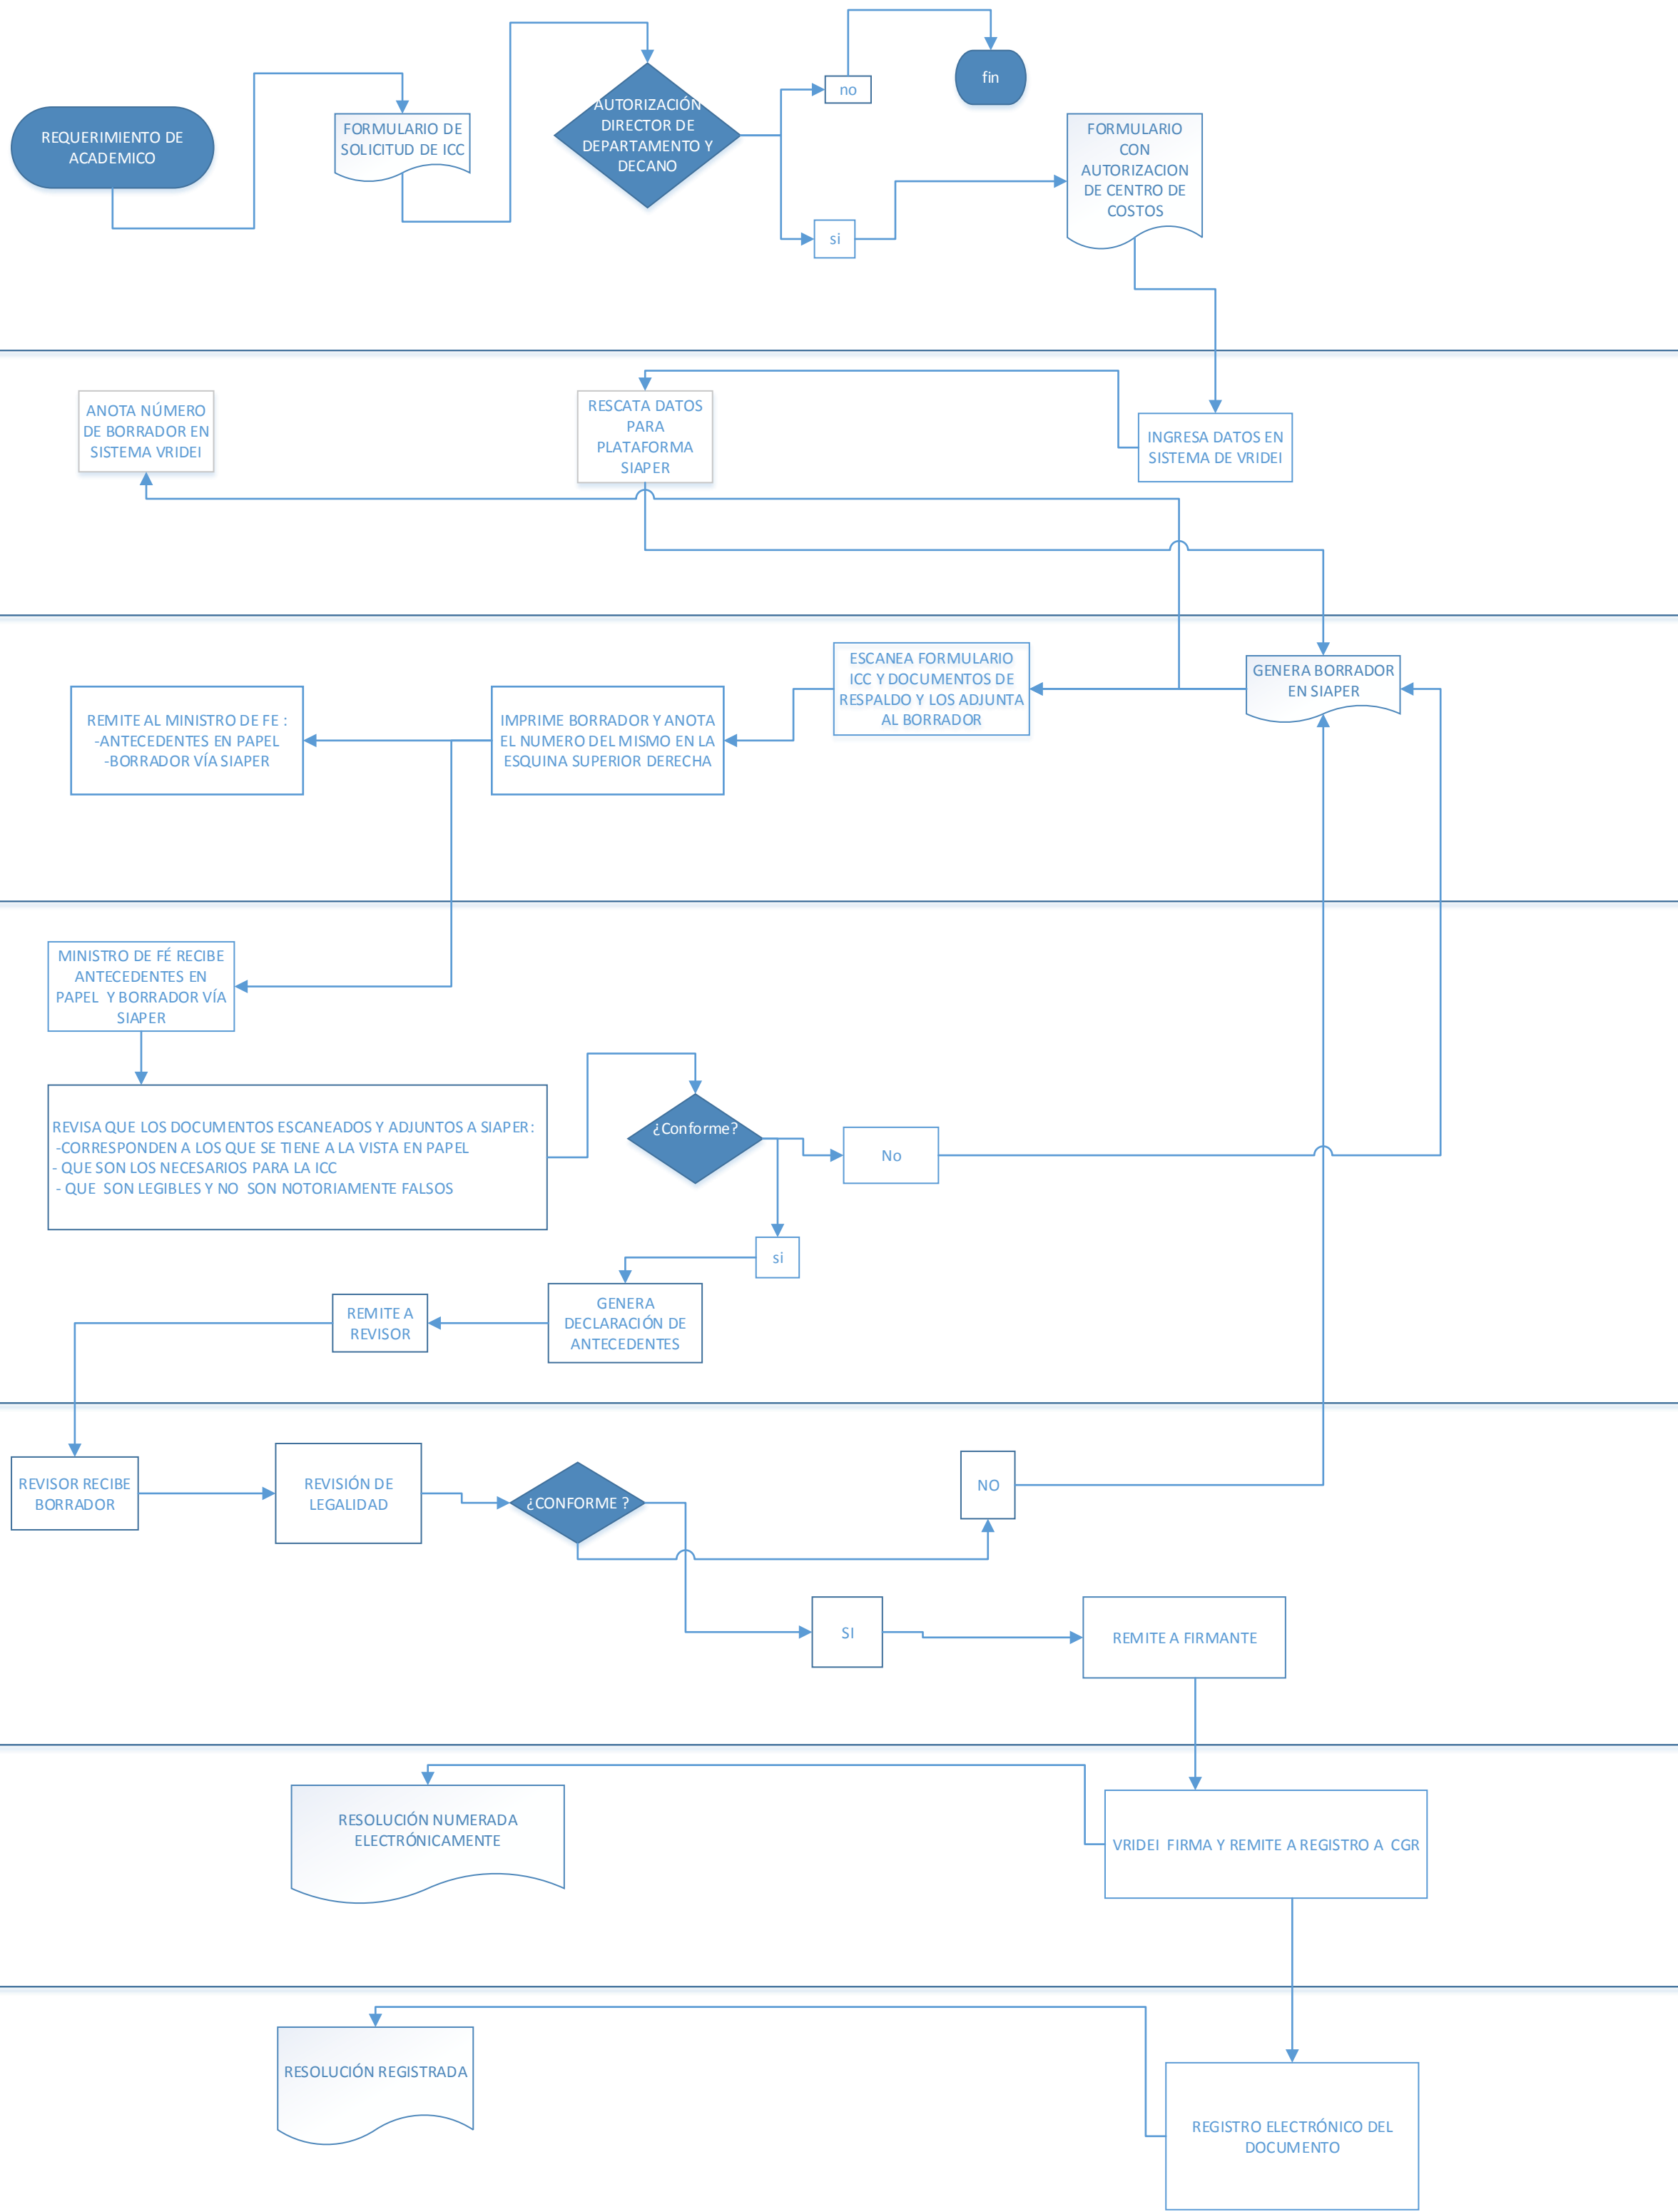 REQUERIMIENTO DE
ACADEMICO
FORMULARIO DE
SOLICITUD DE ICC
AUTORIZACIÓN
DIRECTOR DE
DEPARTAMENTO Y
DECANO
no
fin
si
FORMULARIO
CON
AUTORIZACION
DE CENTRO DE
COSTOS
ANOTA NÚMERO
DE BORRADOR EN
SISTEMA VRIDEI
RESCATA DATOS
PARA
PLATAFORMA
SIAPER
INGRESA DATOS EN
SISTEMA DE VRIDEI
REMITE AL MINISTRO DE FE :
-ANTECEDENTES EN PAPEL
-BORRADOR VÍA SIAPER
IMPRIME BORRADOR Y ANOTA
EL NUMERO DEL MISMO EN LA
ESQUINA SUPERIOR DERECHA
ESCANEA FORMULARIO
ICC Y DOCUMENTOS DE
RESPALDO Y LOS ADJUNTA
AL BORRADOR
GENERA BORRADOR
EN SIAPER
MINISTRO DE FÉ RECIBE
ANTECEDENTES EN
PAPEL Y BORRADOR VÍA
SIAPER
REVISA QUE LOS DOCUMENTOS ESCANEADOS Y ADJUNTOS A SIAPER:
-CORRESPONDEN A LOS QUE SE TIENE A LA VISTA EN PAPEL
- QUE SON LOS NECESARIOS PARA LA ICC
- QUE SON LEGIBLES Y NO SON NOTORIAMENTE FALSOS
¿Conforme?
No
si
GENERA
DECLARACIÓN DE
ANTECEDENTES
REMITE A
REVISOR
REVISOR RECIBE
BORRADOR
REVISIÓN DE
LEGALIDAD
¿CONFORME ?
NO
SI
REMITE A FIRMANTE
RESOLUCIÓN NUMERADA
ELECTRÓNICAMENTE
VRIDEI FIRMA Y REMITE A REGISTRO A CGR
RESOLUCIÓN REGISTRADA
REGISTRO ELECTRÓNICO DEL
DOCUMENTO